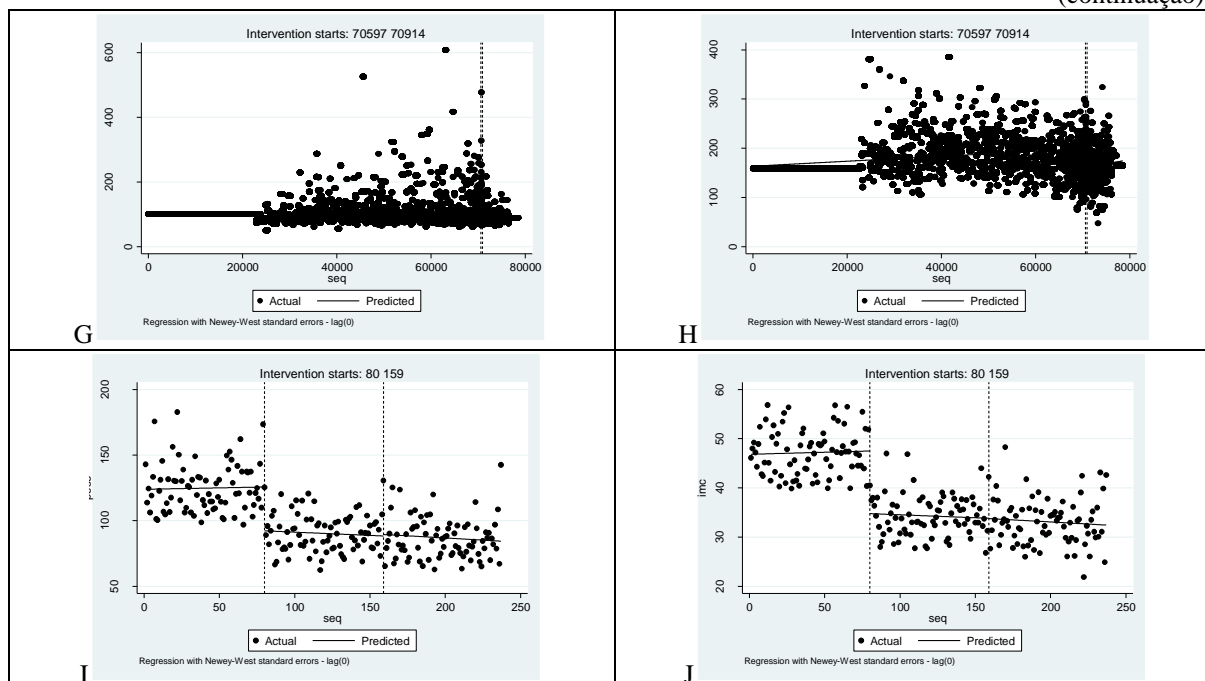 (continuação)
Intervention starts: 70597 70914
600
400
200
0
0 20000 40000 60000 80000
seq
Actual Predicted
Regression with Newey-West standard errors - lag(0)
G
Intervention starts: 70597 70914
400
300
200
100
0
0 20000 40000 60000 80000
seq
Actual Predicted
Regression with Newey-West standard errors - lag(0)
H
Intervention starts: 80 159
200
150
100
50
0 50 100 150 200 250
seq
Actual Predicted
Regression with Newey-West standard errors - lag(0)
I
Intervention starts: 80 159
60
50
40
30
20
imc
0 50 100 150 200 250
seq
Actual Predicted
Regression with Newey-West standard errors - lag(0)
J